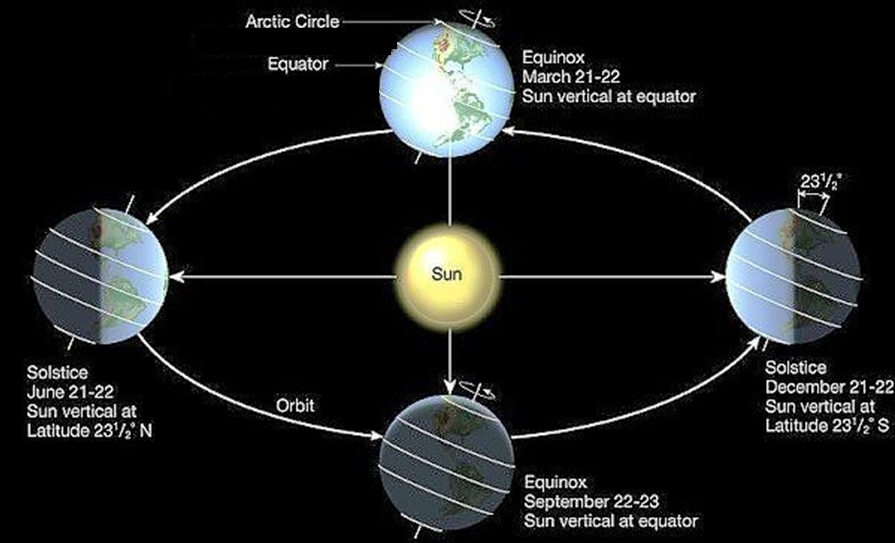 Arctic Circle
Equator
Equinox
March 21-22
Sun vertical at equator
23¹/₂°
Sun
Solstice
June 21-22
Sun vertical at
Latitude 23¹/₂° N
Orbit
Solstice
December 21-22
Sun vertical at
Latitude 23¹/₂° S
Equinox
September 22-23
Sun vertical at equator